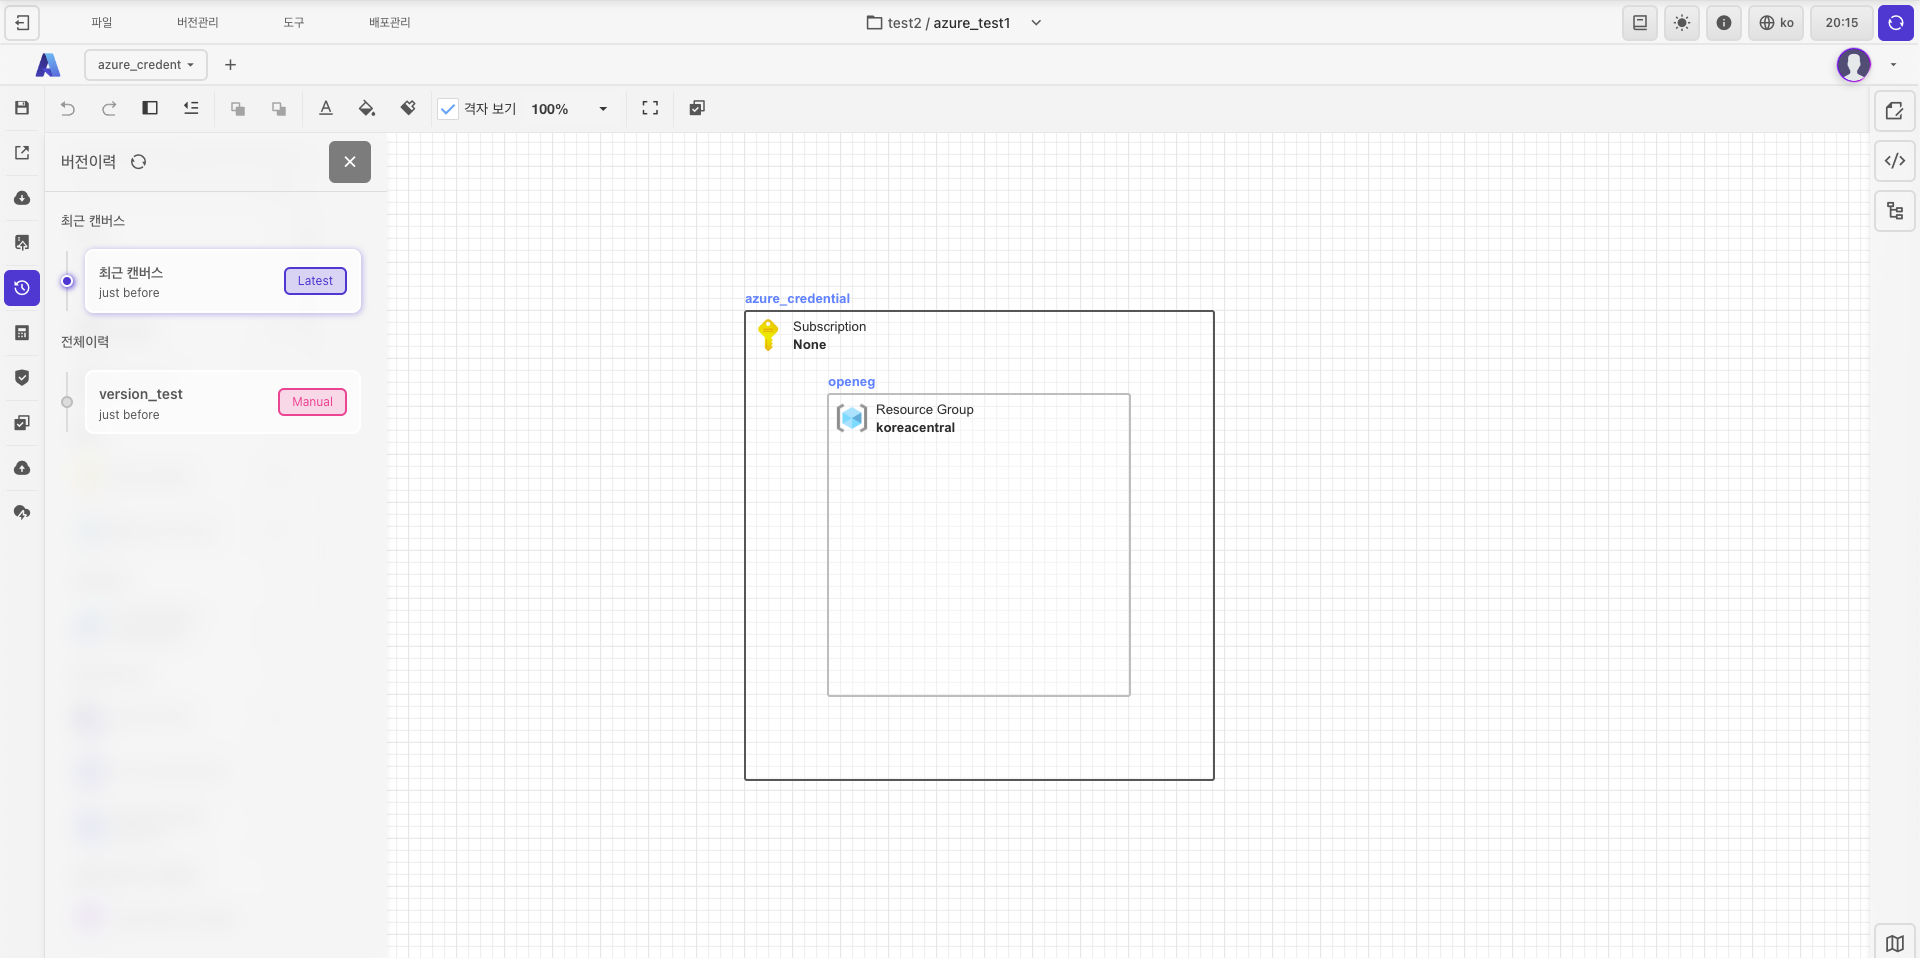 파일
버전관리
도구
배포관리
test2 / azure_test1
ko
20:15
azure_credent
격자 보기
100%
버전이력
최근 캔버스
최근 캔버스
just before
Latest
전체이력
version_test
just before
Manual
azure_credential
Subscription
None
openeg
Resource Group
koreacentral